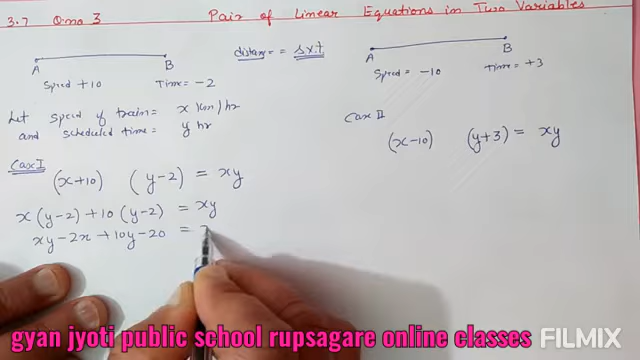 3.7 Q.no 3 Pair of Linear Equations in Two Variables
distance = s x t
A B
Speed +10 Time = -2
A B
Speed = -10 Time = +3
Let speed of train = x km/hr
and scheduled time = y hr
Case I
(x+10) (y-2) = xy
x(y-2)+10(y-2) = xy
xy-2x+10y-20 =
Case II
(x-10) (y+3) = xy
gyan jyoti public school rupsagare online classes
FILMIX